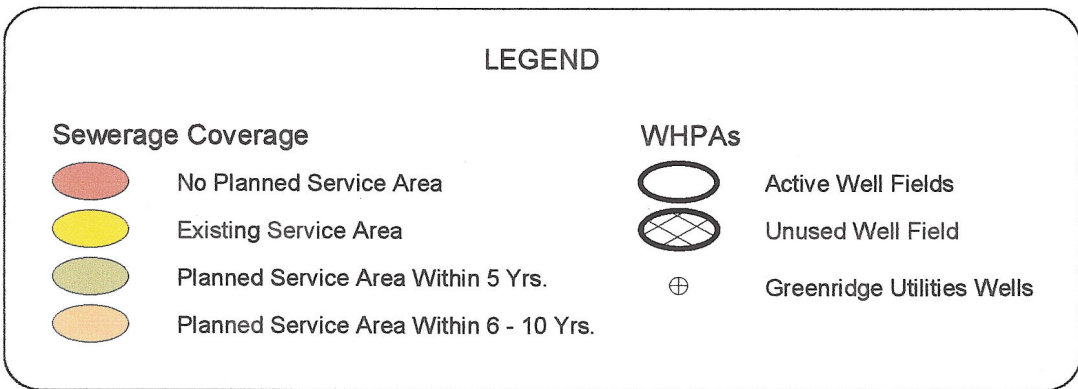 LEGEND
Sewerage Coverage
No Planned Service Area
Existing Service Area
Planned Service Area Within 5 Yrs.
Planned Service Area Within 6 - 10 Yrs.
WHPAs
Active Well Fields
Unused Well Field
Greenridge Utilities Wells